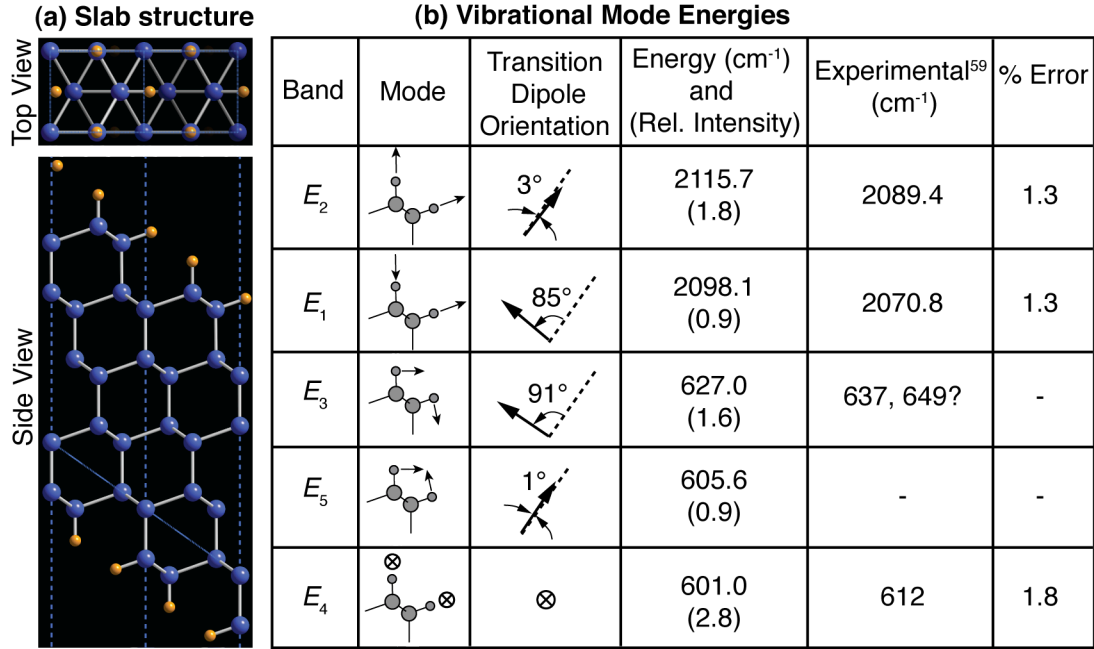 (a) Slab structure
Top View
Side View
(b) Vibrational Mode Energies
Band
Mode
Transition
Dipole
Orientation
Energy (cm⁻¹)
and
(Rel. Intensity)
Experimental⁵⁹
(cm⁻¹)
% Error
E₂
3°
2115.7
(1.8)
2089.4
1.3
E₁
85°
2098.1
(0.9)
2070.8
1.3
E₃
91°
627.0
(1.6)
637, 649?
-
E₅
1°
605.6
(0.9)
-
-
E₄
601.0
(2.8)
612
1.8